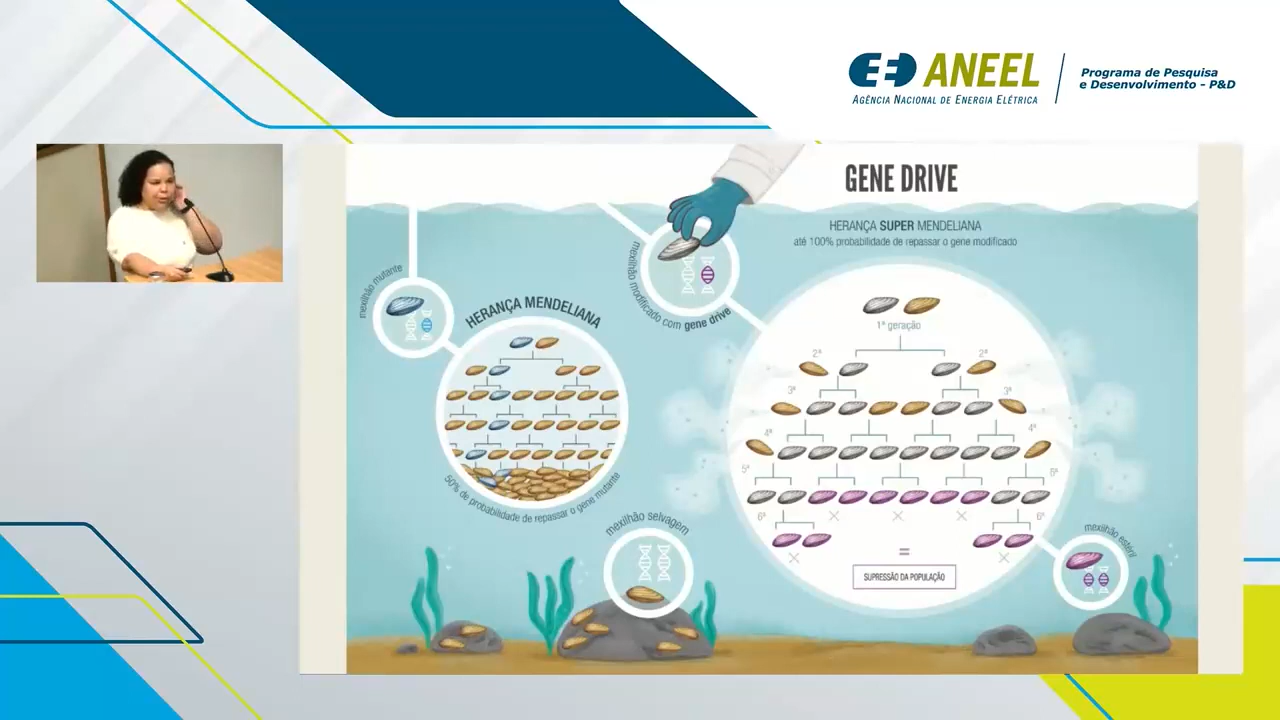 ANEEL
AGÊNCIA NACIONAL DE ENERGIA ELÉTRICA
Programa de Pesquisa
e Desenvolvimento - P&D
GENE DRIVE
HERANÇA SUPER MENDELIANA
até 100% probabilidade de repassar o gene modificado
mexilhão mutante
HERANÇA MENDELIANA
50% de probabilidade de repassar o gene mutante
mexilhão modificado com gene drive
1ª geração
2ª 2ª
3ª 3ª
4ª 4ª
5ª 5ª
6ª 6ª
=
SUPRESSÃO DA POPULAÇÃO
mexilhão selvagem
mexilhão estéril